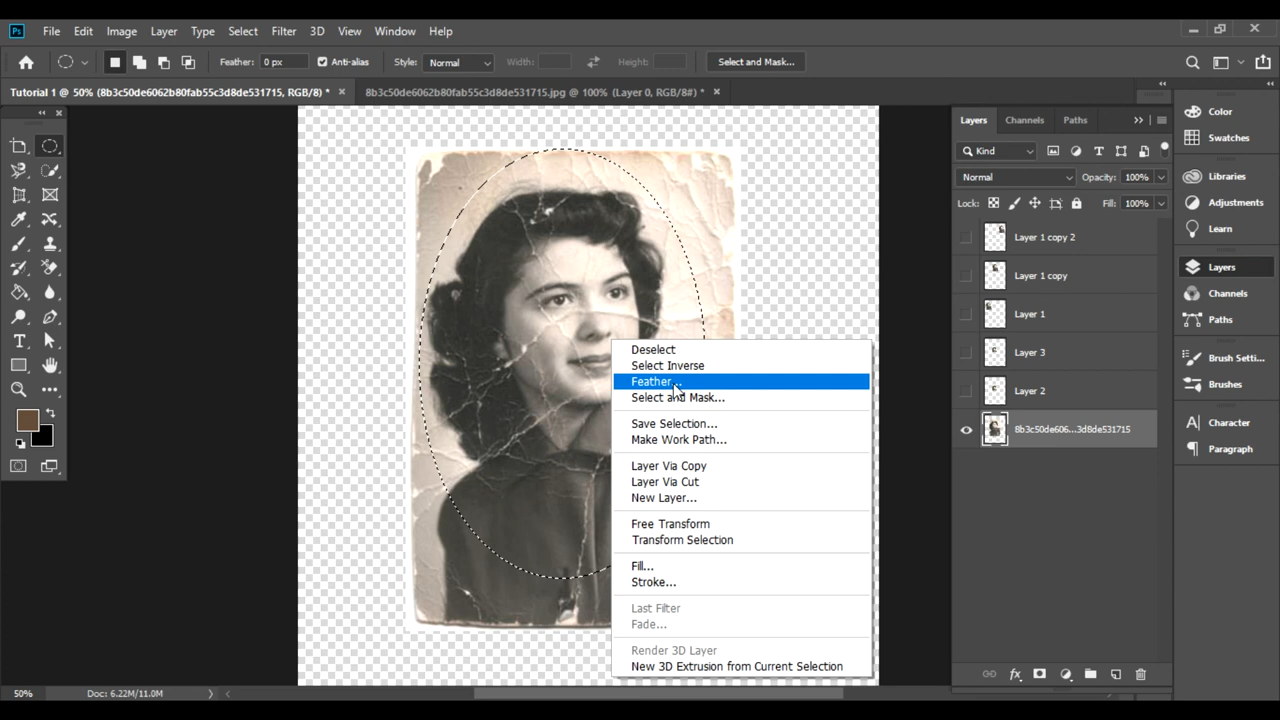 Ps File Edit Image Layer Type Select Filter 3D View Window Help
Feather: 0 px Anti-alias Style: Normal Width: Height: Select and Mask...
Tutorial 1 @ 50% (8b3c50de6062b80fab55c3d8de531715, RGB/8) * 8b3c50de6062b80fab55c3d8de531715.jpg @ 100% (Layer 0, RGB/8#) *
Layers Channels Paths
Kind
Normal Opacity: 100%
Lock: Fill: 100%
Layer 1 copy 2
Layer 1 copy
Layer 1
Layer 3
Layer 2
8b3c50de606...3d8de531715
Color
Swatches
Libraries
Adjustments
Learn
Layers
Channels
Paths
Brush Setti...
Brushes
Character
Paragraph
Deselect
Select Inverse
Feather...
Select and Mask...
Save Selection...
Make Work Path...
Layer Via Copy
Layer Via Cut
New Layer...
Free Transform
Transform Selection
Fill...
Stroke...
Last Filter
Fade...
Render 3D Layer
New 3D Extrusion from Current Selection
50% Doc: 6.22M/11.0M